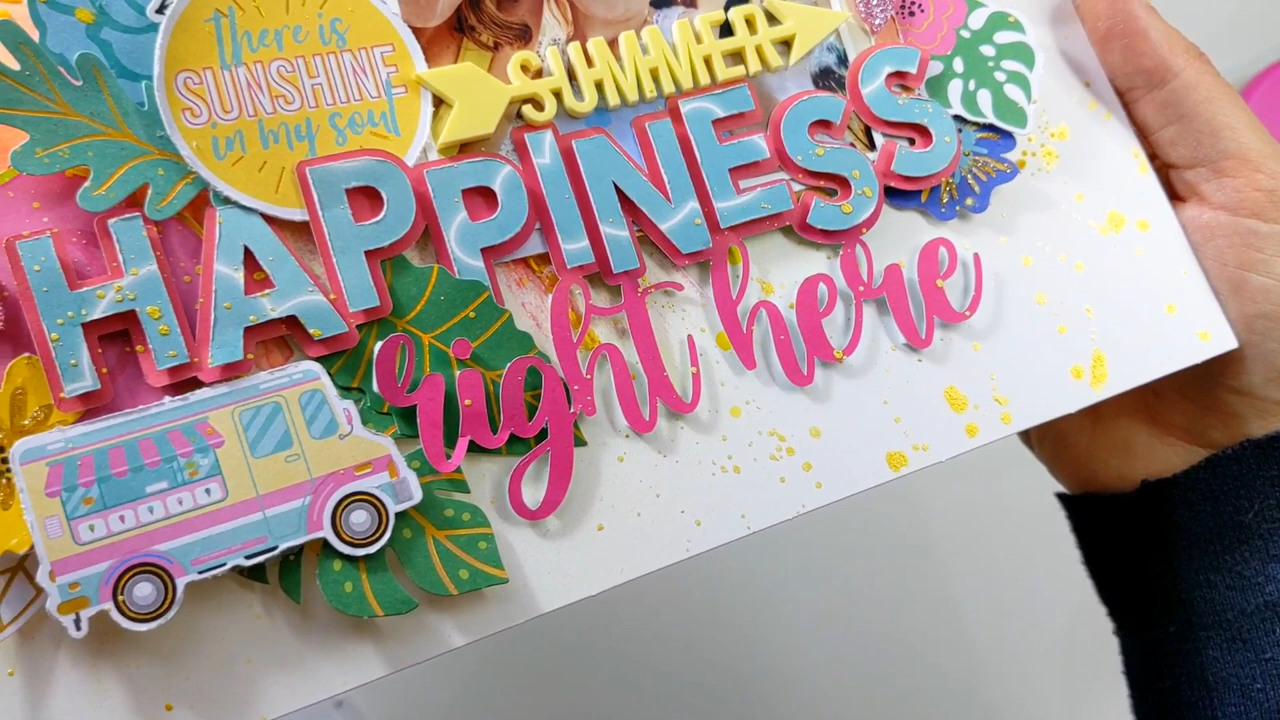 there is
SUNSHINE
in my soul
SUMMER
HAPPINESS
right here